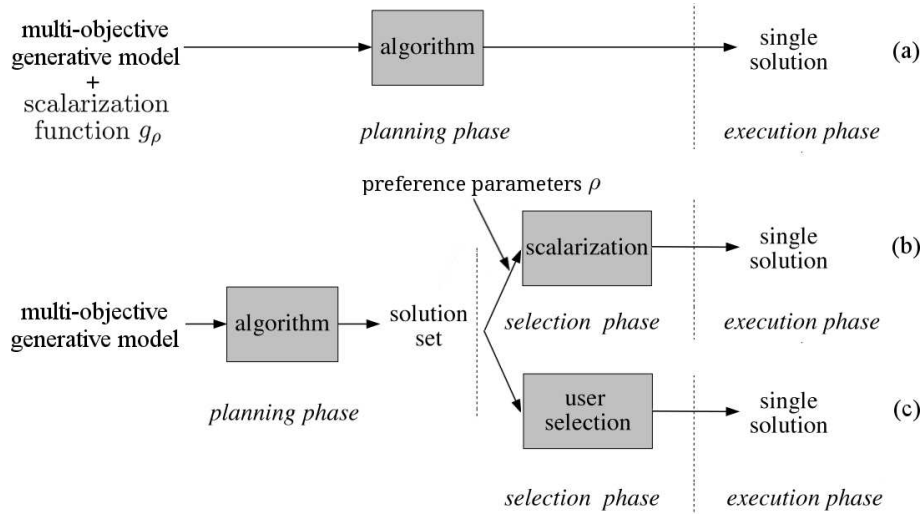 multi-objective
generative model
+
scalarization
function gρ
algorithm
single
solution
(a)
planning phase
execution phase
preference parameters ρ
scalarization
single
solution
(b)
selection phase
execution phase
multi-objective
generative model
algorithm
solution
set
planning phase
user
selection
single
solution
(c)
selection phase
execution phase